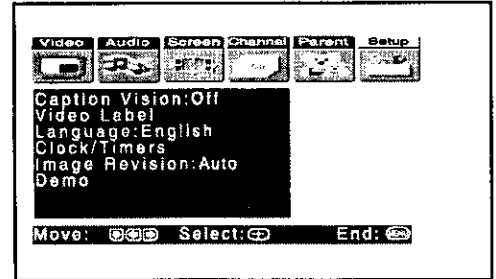 Video Audio Screen Channel Parent Setup
Caption Vision:Off
Video Label
Language:English
Clock/Timers
Image Revision:Auto
Demo
Move: Select: End: